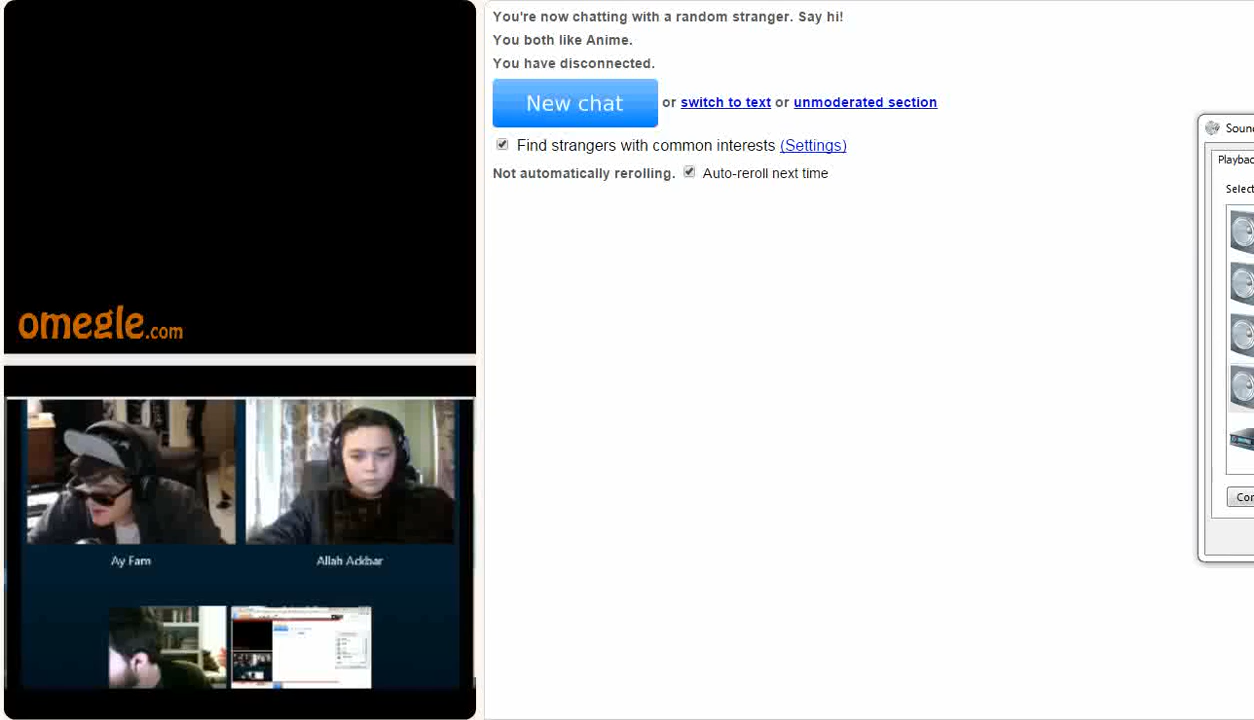 You're now chatting with a random stranger. Say hi!
You both like Anime.
You have disconnected.
New chat or switch to text or unmoderated section
Find strangers with common interests (Settings)
Not automatically rerolling. Auto-reroll next time
omegle.com
Ay Fam
Allah Ackbar